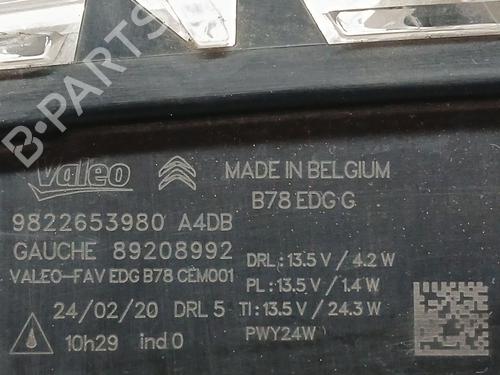 B-PARTS
Valeo
MADE IN BELGIUM
B78 EDG G
9822653980 A4DB
GAUCHE 89208992
VALEO-FAV EDG B78 CEM001
DRL : 13.5 V / 4.2 W
PL : 13.5 V / 1.4 W
24/02/20 DRL 5
TI : 13.5 V / 24.3 W
10h29 ind 0
PWY24W